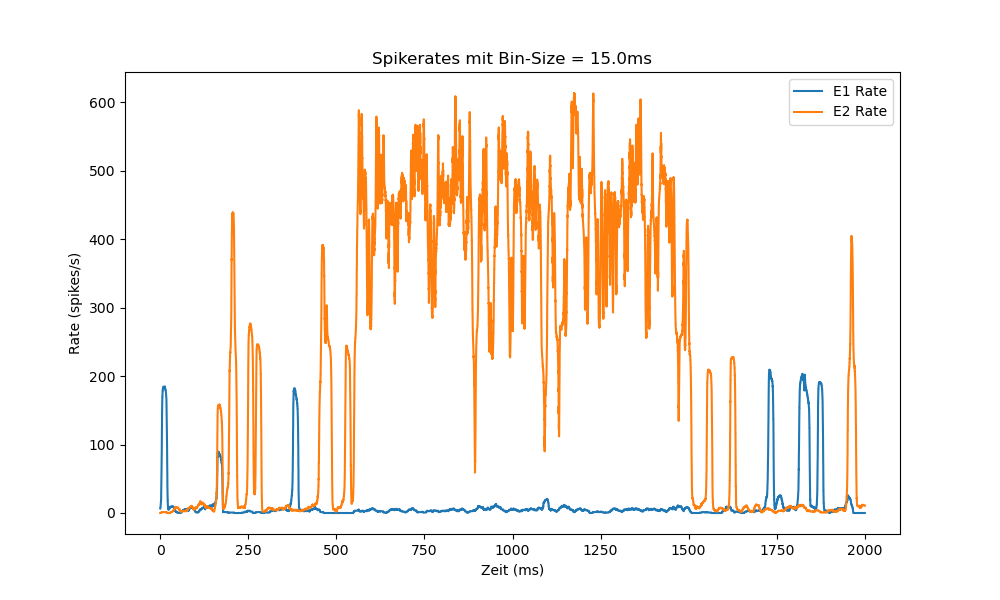 Spikerates mit Bin-Size = 15.0ms
E1 Rate
E2 Rate
Rate (spikes/s)
600
500
400
300
200
100
0
0 250 500 750 1000 1250 1500 1750 2000
Zeit (ms)